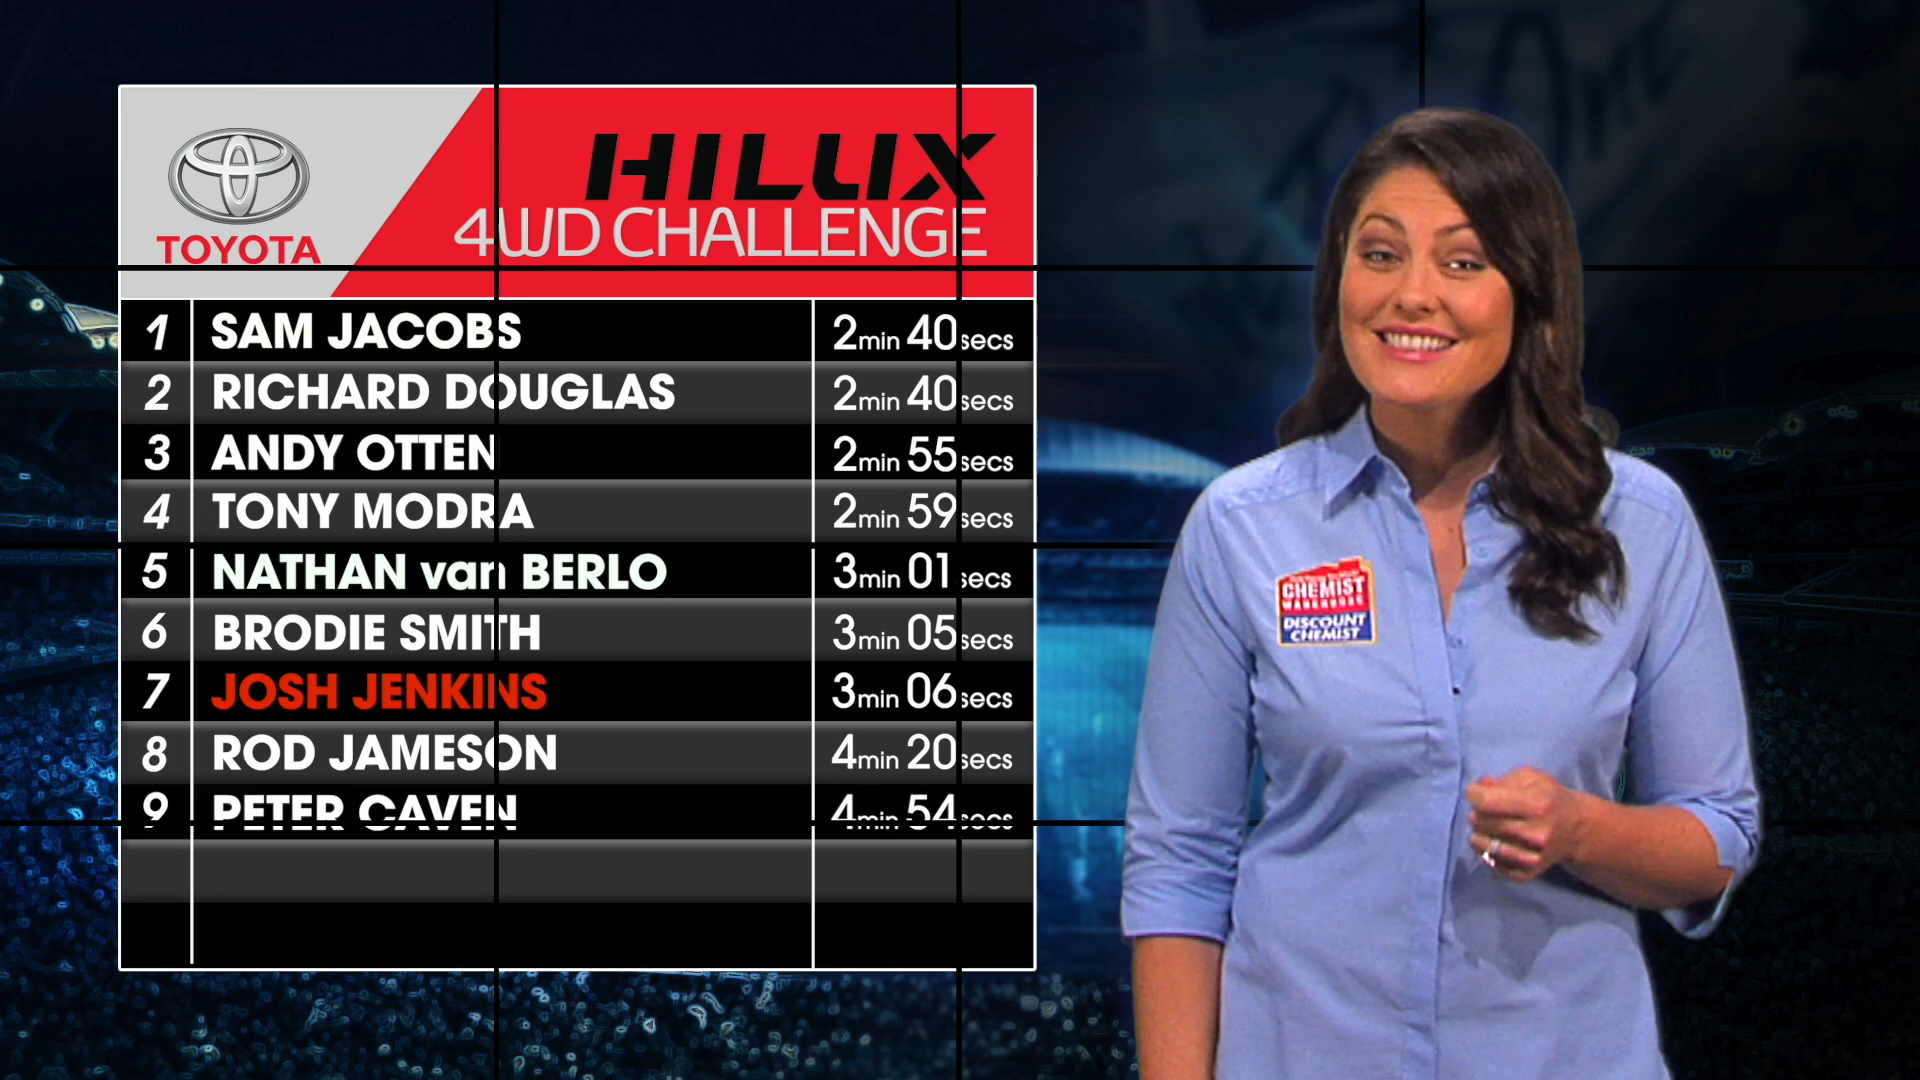 TOYOTA
HILUX
4WD CHALLENGE
1 SAM JACOBS 2min 40secs
2 RICHARD DOUGLAS 2min 40secs
3 ANDY OTTEN 2min 55secs
4 TONY MODRA 2min 59secs
5 NATHAN van BERLO 3min 01secs
6 BRODIE SMITH 3min 05secs
7 JOSH JENKINS 3min 06secs
8 ROD JAMESON 4min 20secs
9 PETER CAVEN 4min 54secs
CHEMIST
WAREHOUSE
DISCOUNT
CHEMIST